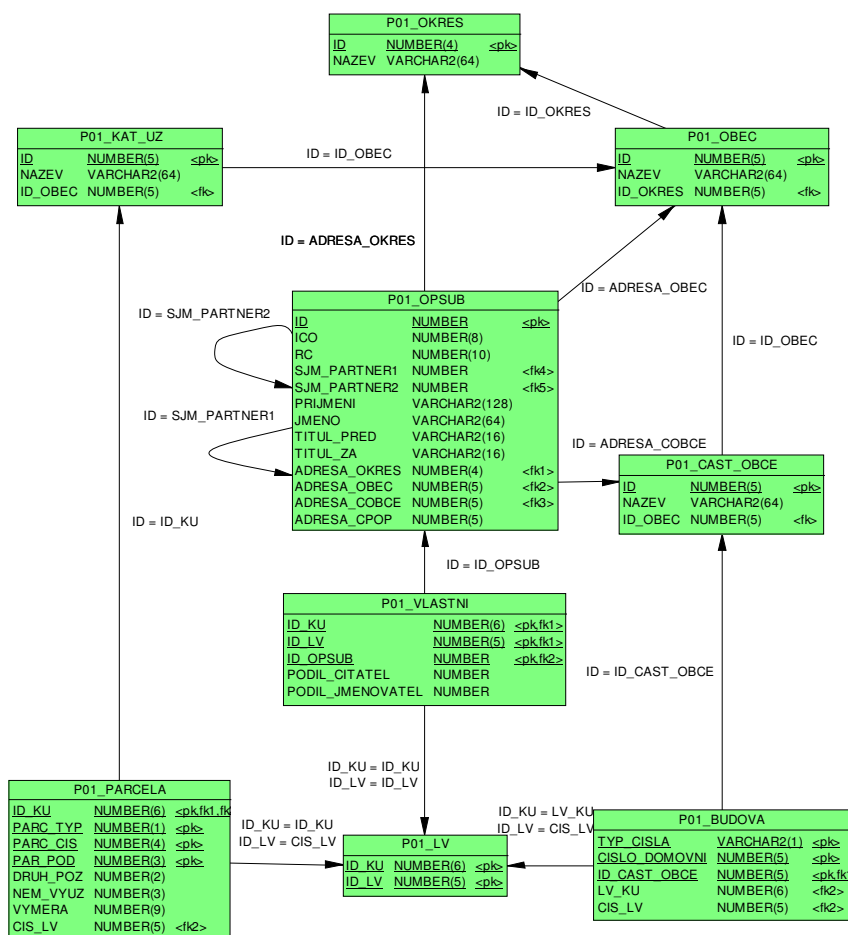 P01_OKRES
ID NUMBER(4) <pk>
NAZEV VARCHAR2(64)
ID = ID_OKRES
P01_KAT_UZ
ID NUMBER(5) <pk>
NAZEV VARCHAR2(64)
ID_OBEC NUMBER(5) <fk>
ID = ID_OBEC
P01_OBEC
ID NUMBER(5) <pk>
NAZEV VARCHAR2(64)
ID_OKRES NUMBER(5) <fk>
ID = ADRESA_OKRES
ID = ADRESA_OBEC
ID = SJM_PARTNER2
ID = SJM_PARTNER1
P01_OPSUB
ID NUMBER <pk>
ICO NUMBER(8)
RC NUMBER(10)
SJM_PARTNER1 NUMBER <fk4>
SJM_PARTNER2 NUMBER <fk5>
PRIJMENI VARCHAR2(128)
JMENO VARCHAR2(64)
TITUL_PRED VARCHAR2(16)
TITUL_ZA VARCHAR2(16)
ADRESA_OKRES NUMBER(4) <fk1>
ADRESA_OBEC NUMBER(5) <fk2>
ADRESA_COBCE NUMBER(5) <fk3>
ADRESA_CPOP NUMBER(5)
ID = ID_OBEC
ID = ADRESA_COBCE
P01_CAST_OBCE
ID NUMBER(5) <pk>
NAZEV VARCHAR2(64)
ID_OBEC NUMBER(5) <fk>
ID = ID_KU
ID = ID_OPSUB
P01_VLASTNI
ID_KU NUMBER(6) <pk,fk1>
ID_LV NUMBER(5) <pk,fk1>
ID_OPSUB NUMBER <pk,fk2>
PODIL_CITATEL NUMBER
PODIL_JMENOVATEL NUMBER
ID = ID_CAST_OBCE
ID_KU = ID_KU
ID_LV = ID_LV
P01_PARCELA
ID_KU NUMBER(6) <pk,fk1,fk
PARC_TYP NUMBER(1) <pk>
PARC_CIS NUMBER(4) <pk>
PAR_POD NUMBER(3) <pk>
DRUH_POZ NUMBER(2)
NEM_VYUZ NUMBER(3)
VYMERA NUMBER(9)
CIS_LV NUMBER(5) <fk2>
ID_KU = ID_KU
ID_LV = CIS_LV
P01_LV
ID_KU NUMBER(6) <pk>
ID_LV NUMBER(5) <pk>
ID_KU = LV_KU
ID_LV = CIS_LV
P01_BUDOVA
TYP_CISLA VARCHAR2(1) <pk>
CISLO_DOMOVNI NUMBER(5) <pk>
ID_CAST_OBCE NUMBER(5) <pk,fk1
LV_KU NUMBER(6) <fk2>
CIS_LV NUMBER(5) <fk2>